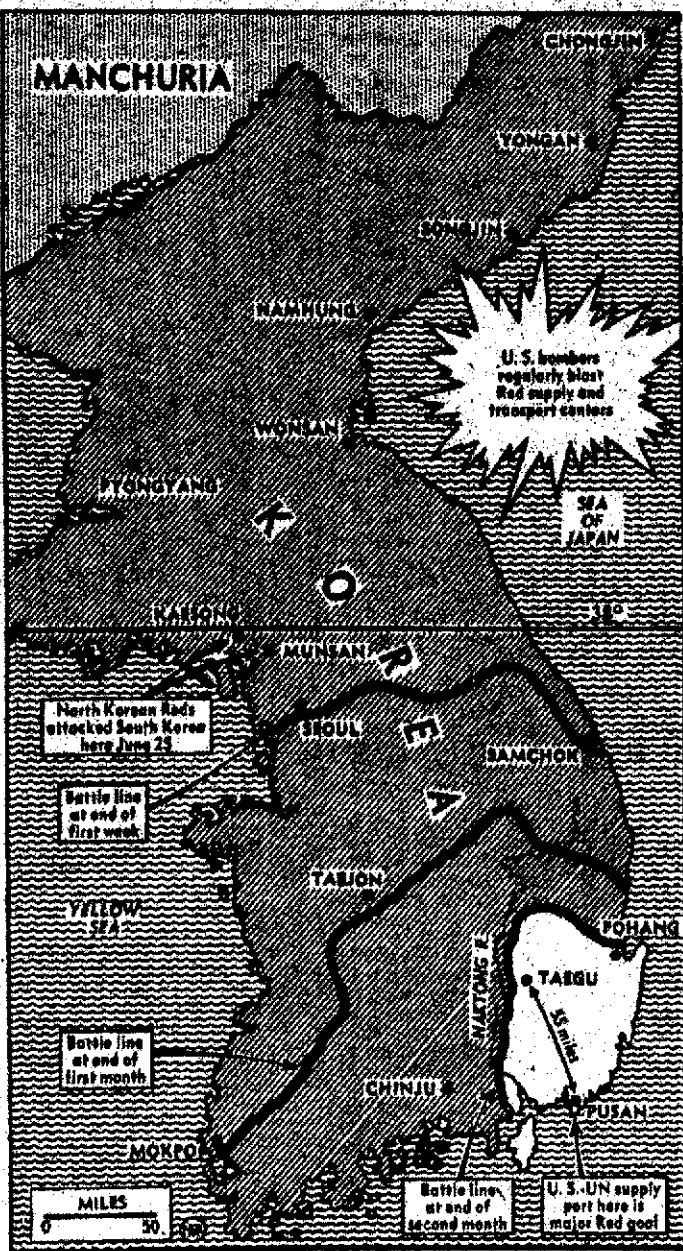 MANCHURIA
CHONGJIN
YONGAN
SONGJIN
HAMHUNG
U. S. bombers
regularly blast
Red supply and
transport centers
WONSAN
PYONGYANG
SEA
OF
JAPAN
KOREA
KAESONG
38°
MUNSAN
North Korean Reds
attacked South Korea
here June 25
SEOUL
SAMCHOK
Battle line
at end of
first week
TAEJON
YELLOW
SEA
POHANG
NAKTONG R.
TAEGU
55 miles
Battle line
at end of
first month
CHINJU
PUSAN
MOKPO
MILES
0 50
Battle line
at end of
second month
U. S.-UN supply
port here is
major Red goal